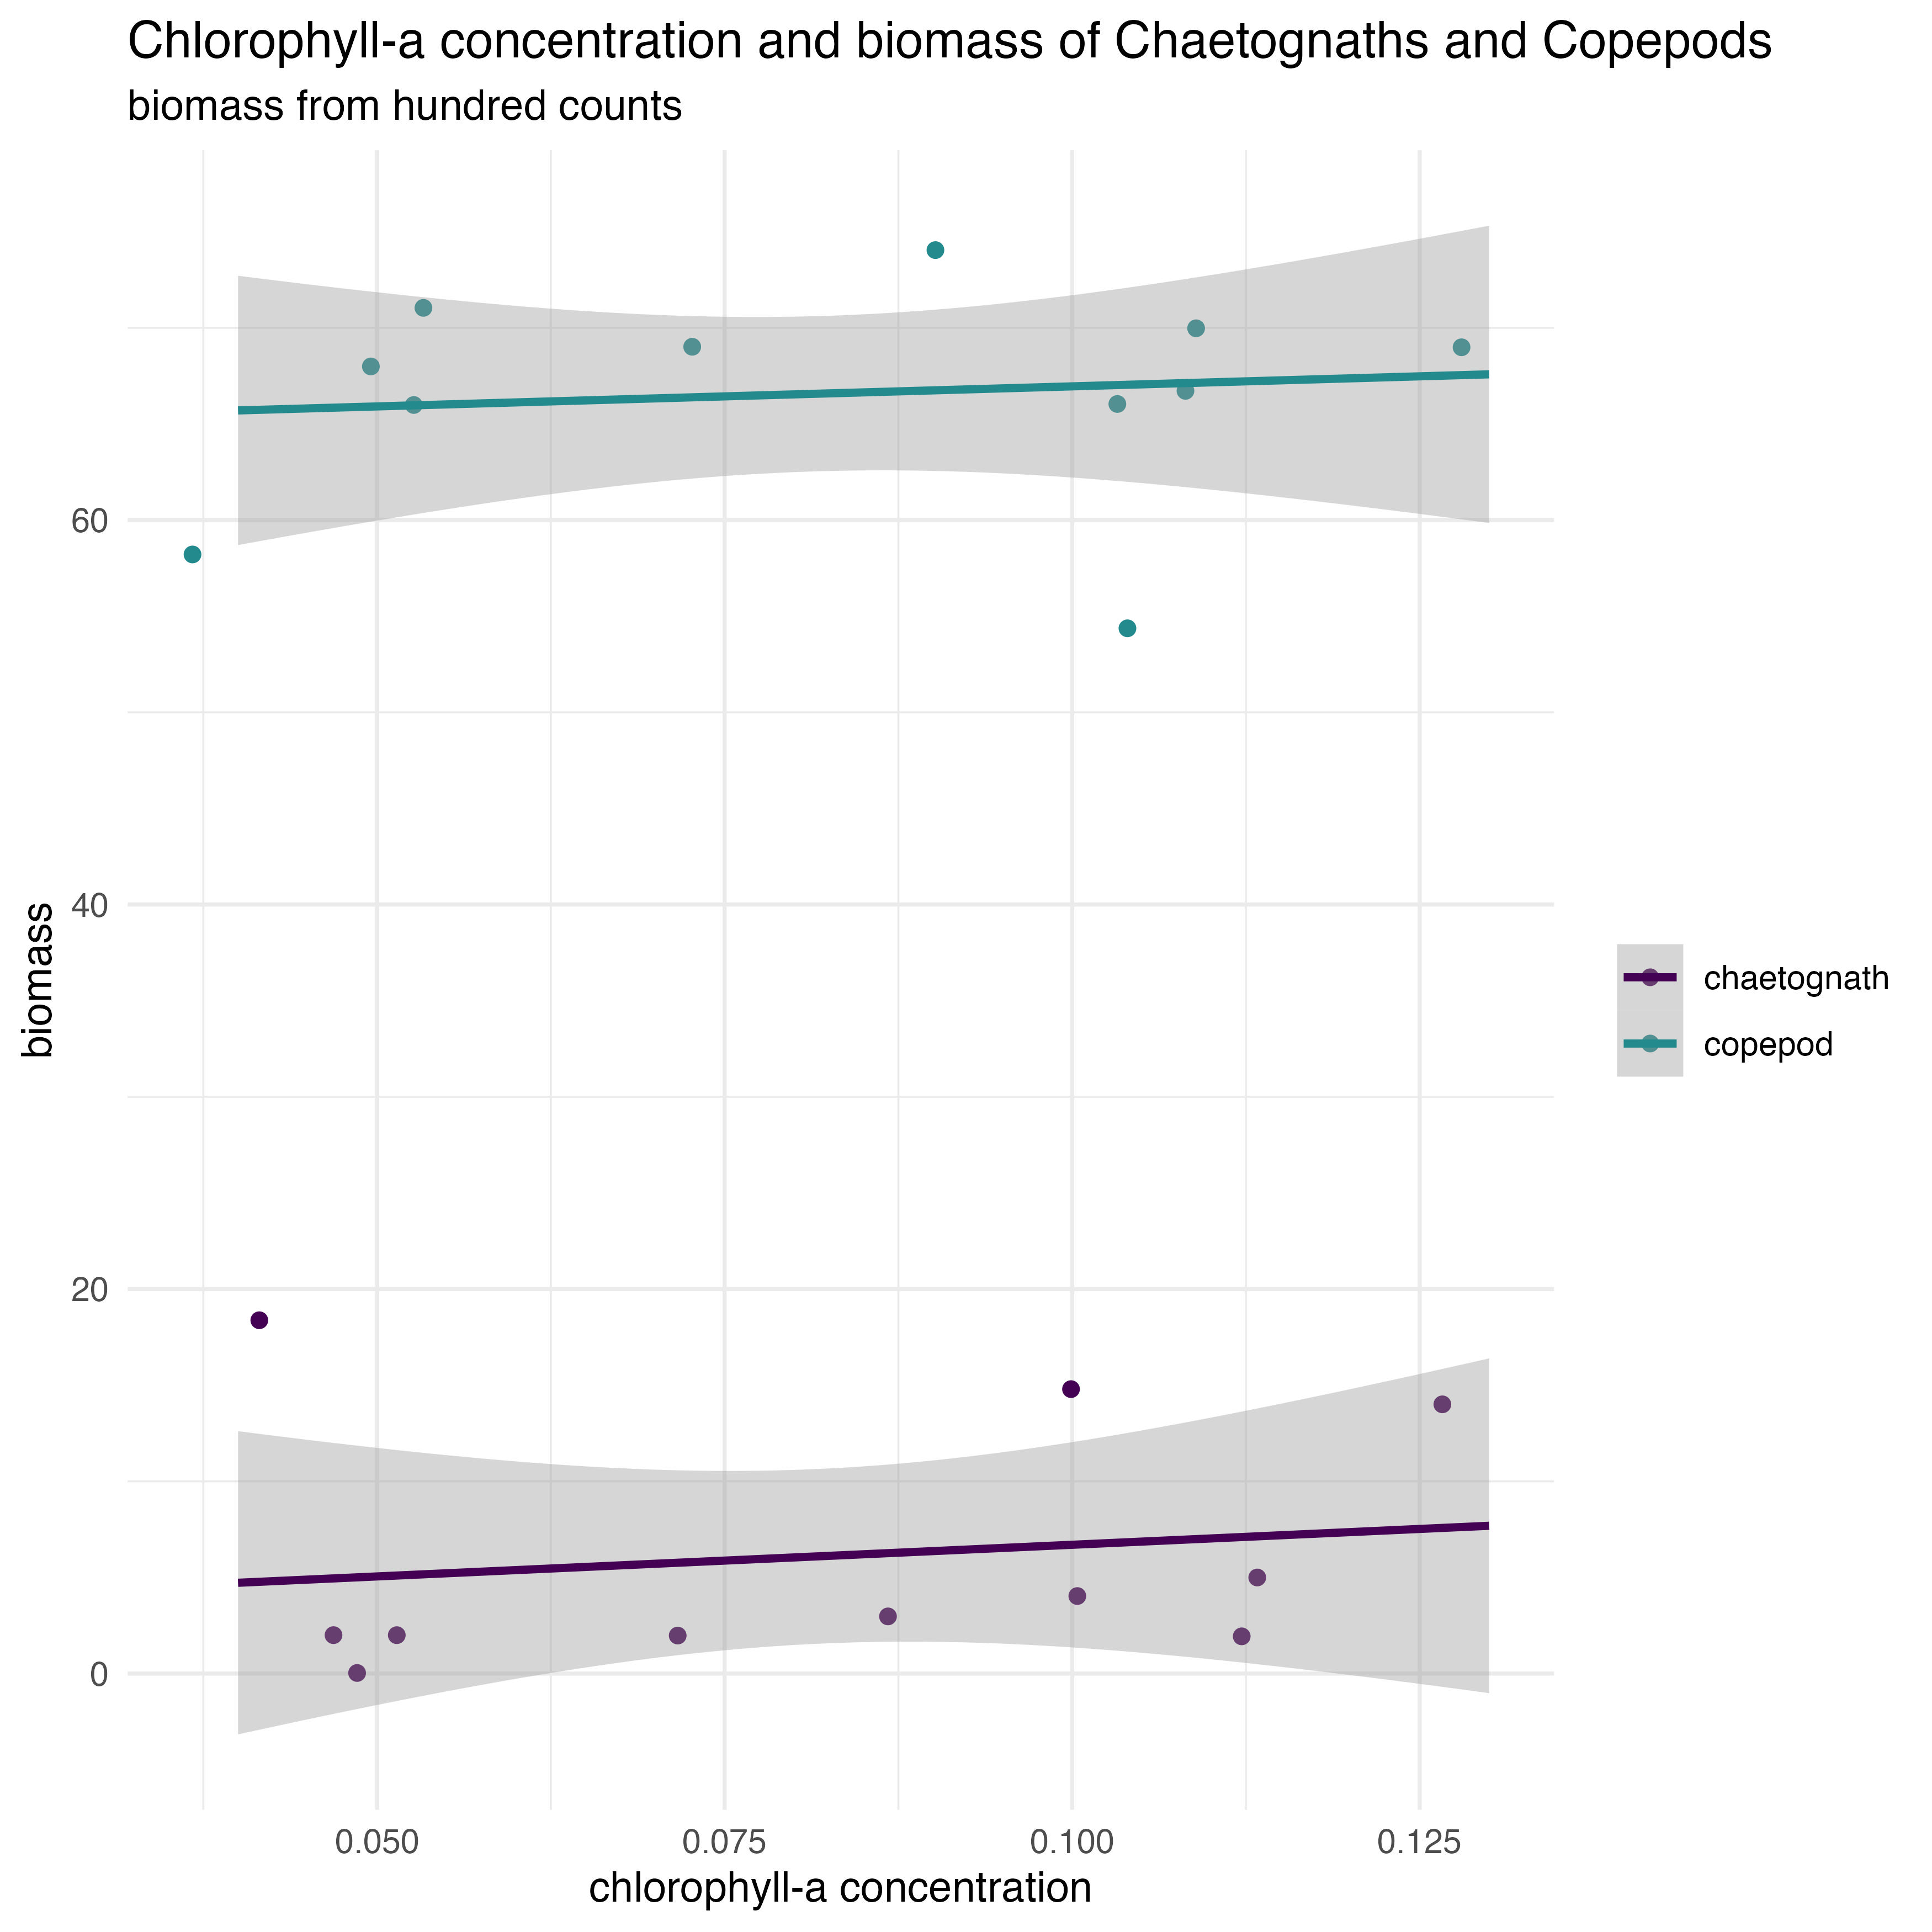 Chlorophyll-a concentration and biomass of Chaetognaths and Copepods
biomass from hundred counts
60
40
20
0
biomass
0.050 0.075 0.100 0.125
chlorophyll-a concentration
chaetognath
copepod